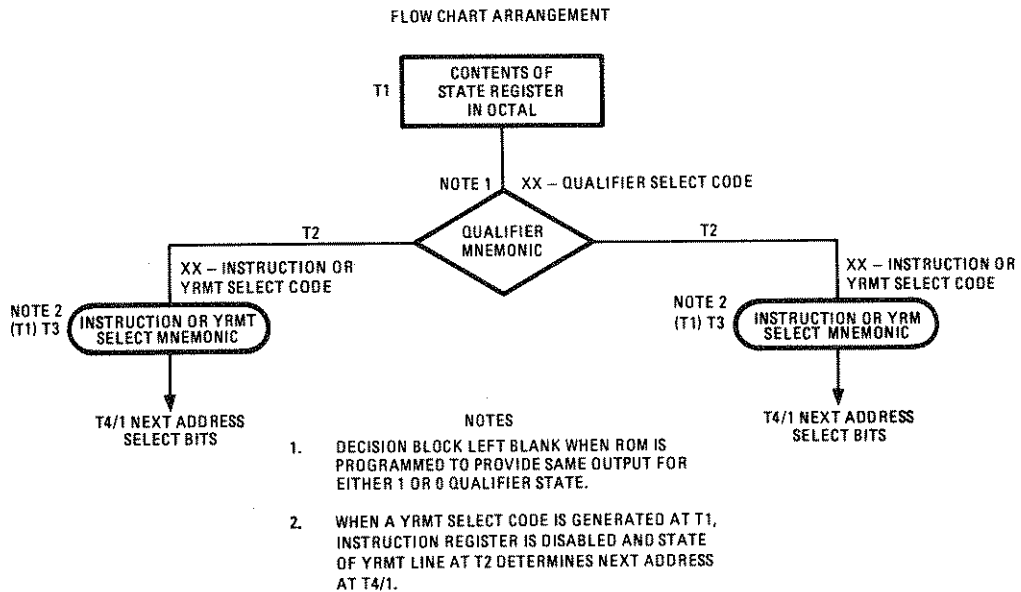 FLOW CHART ARRANGEMENT
T1
CONTENTS OF
STATE REGISTER
IN OCTAL
NOTE 1
XX – QUALIFIER SELECT CODE
QUALIFIER
MNEMONIC
T2
T2
XX – INSTRUCTION OR
YRMT SELECT CODE
NOTE 2
(T1) T3
INSTRUCTION OR YRMT
SELECT MNEMONIC
T4/1 NEXT ADDRESS
SELECT BITS
XX – INSTRUCTION OR
YRMT SELECT CODE
NOTE 2
(T1) T3
INSTRUCTION OR YRM
SELECT MNEMONIC
T4/1 NEXT ADDRESS
SELECT BITS
NOTES
1. DECISION BLOCK LEFT BLANK WHEN ROM IS
PROGRAMMED TO PROVIDE SAME OUTPUT FOR
EITHER 1 OR 0 QUALIFIER STATE.
2. WHEN A YRMT SELECT CODE IS GENERATED AT T1,
INSTRUCTION REGISTER IS DISABLED AND STATE
OF YRMT LINE AT T2 DETERMINES NEXT ADDRESS
AT T4/1.